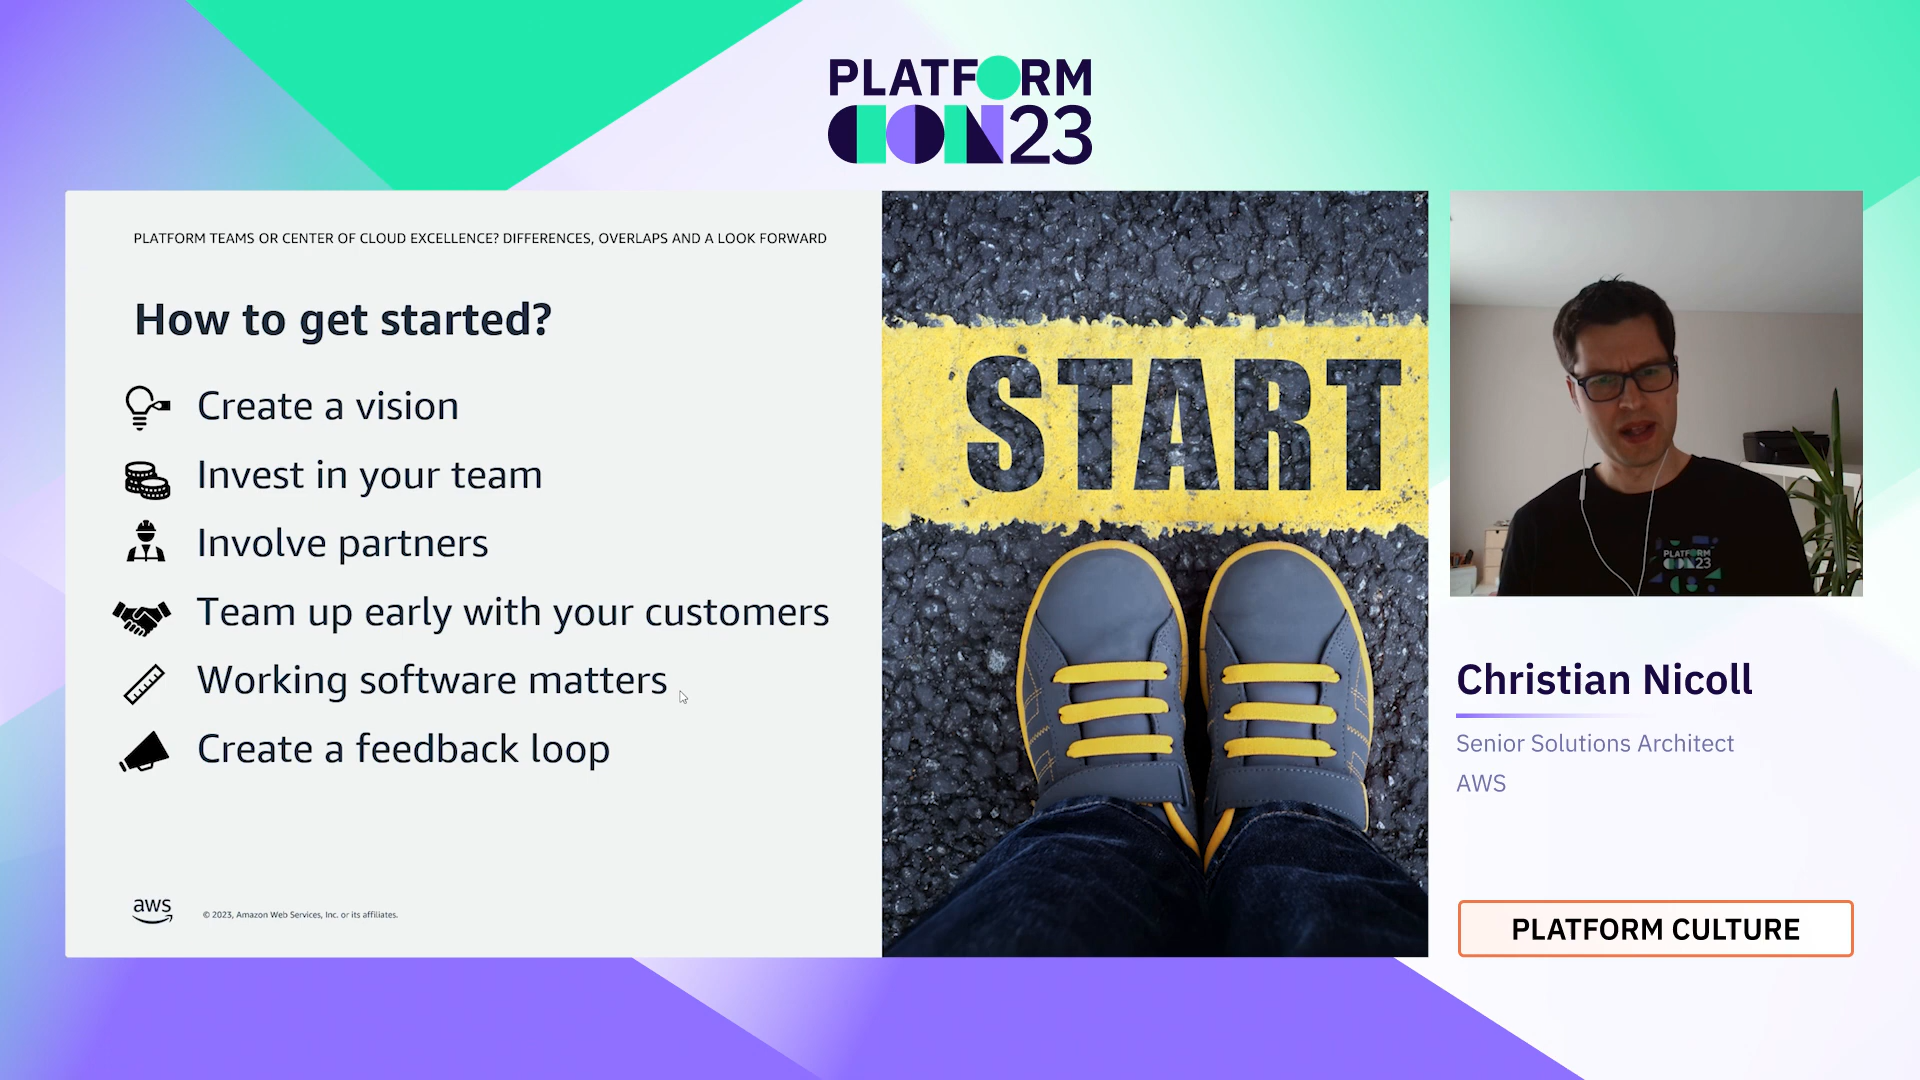 PLATFORM
CON23
PLATFORM TEAMS OR CENTER OF CLOUD EXCELLENCE? DIFFERENCES, OVERLAPS AND A LOOK FORWARD
How to get started?
Create a vision
Invest in your team
Involve partners
Team up early with your customers
Working software matters
Create a feedback loop
aws
© 2023, Amazon Web Services, Inc. or its affiliates.
START
PLATFORM
CON23
Christian Nicoll
Senior Solutions Architect
AWS
PLATFORM CULTURE